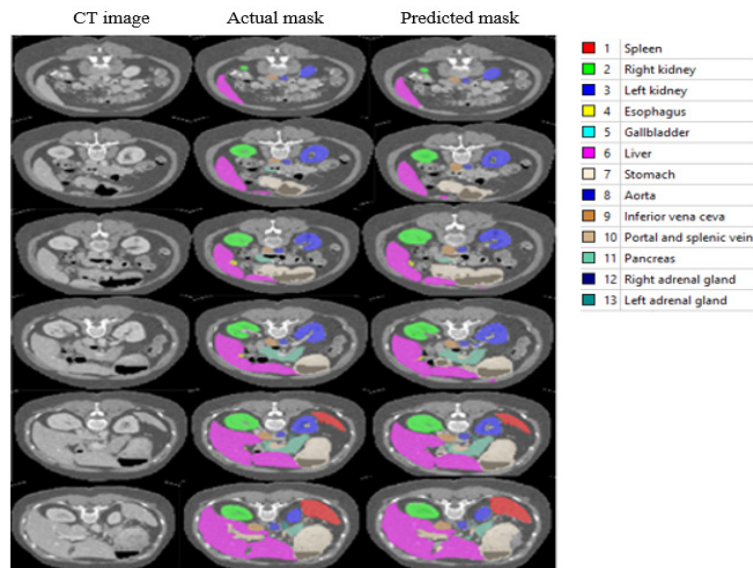 CT image Actual mask Predicted mask
1 Spleen
2 Right kidney
3 Left kidney
4 Esophagus
5 Gallbladder
6 Liver
7 Stomach
8 Aorta
9 Inferior vena ceva
10 Portal and splenic vein
11 Pancreas
12 Right adrenal gland
13 Left adrenal gland